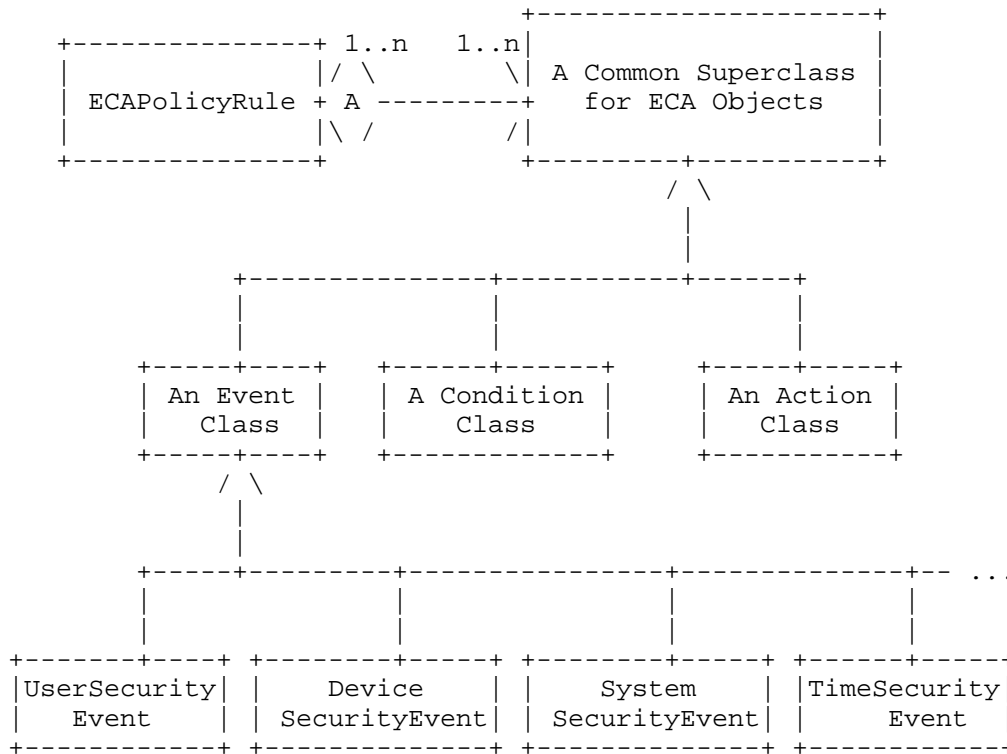 1..n 1..n
A Common Superclass
ECAPolicyRule A for ECA Objects
An Event A Condition An Action
Class Class Class
...
UserSecurity Device System TimeSecurity
Event SecurityEvent SecurityEvent Event